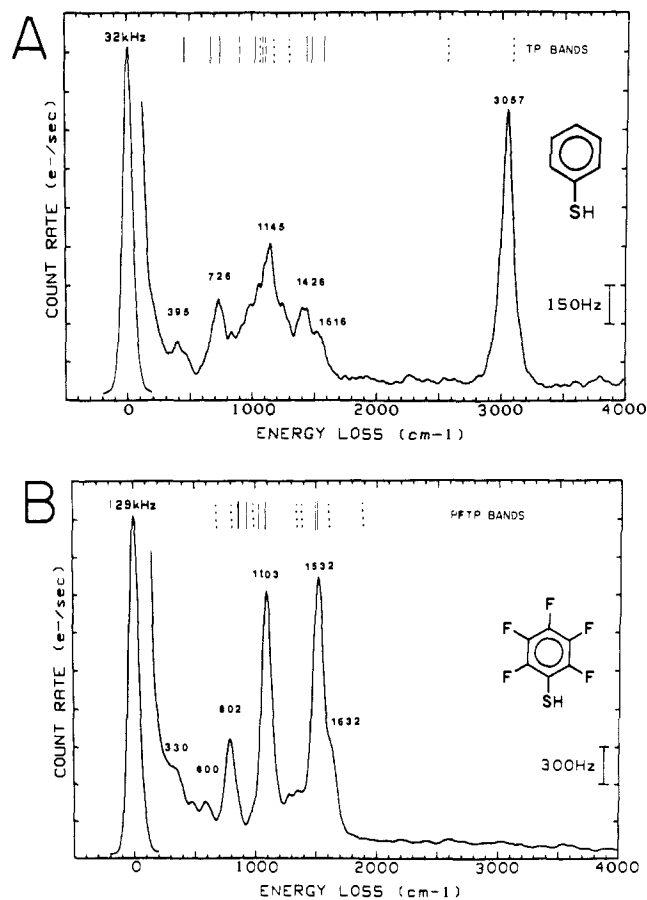 A
32kHz
TP BANDS
3057
1145
726
1426
395
1616
SH
150Hz
COUNT RATE (e-/sec)
0 1000 2000 3000 4000
ENERGY LOSS (cm-1)
B
129kHz
PFTP BANDS
1103
1532
802
1632
330
600
F
F F
F F
SH
300Hz
COUNT RATE (e-/sec)
0 1000 2000 3000 4000
ENERGY LOSS (cm-1)